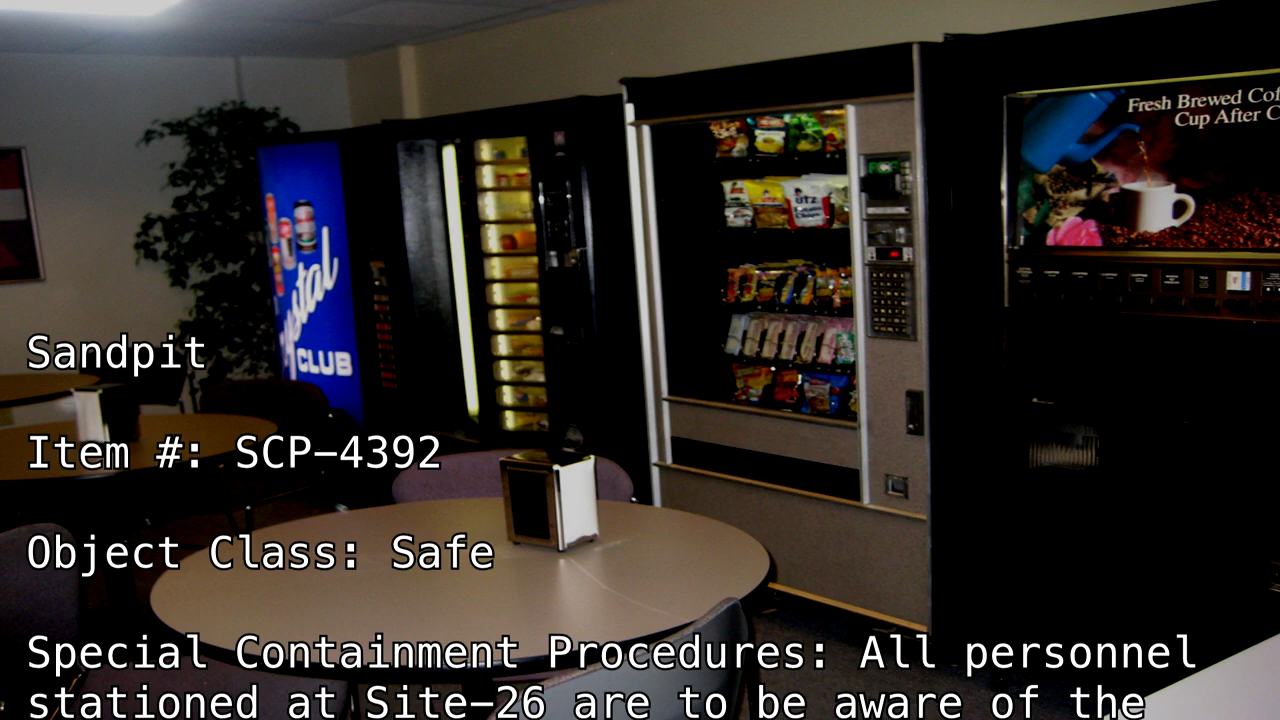 Fresh Brewed Cof
Cup After C
UTZ
CLUB
Sandpit
Item #: SCP-4392
Object Class: Safe
Special Containment Procedures: All personnel
stationed at Site-26 are to be aware of the